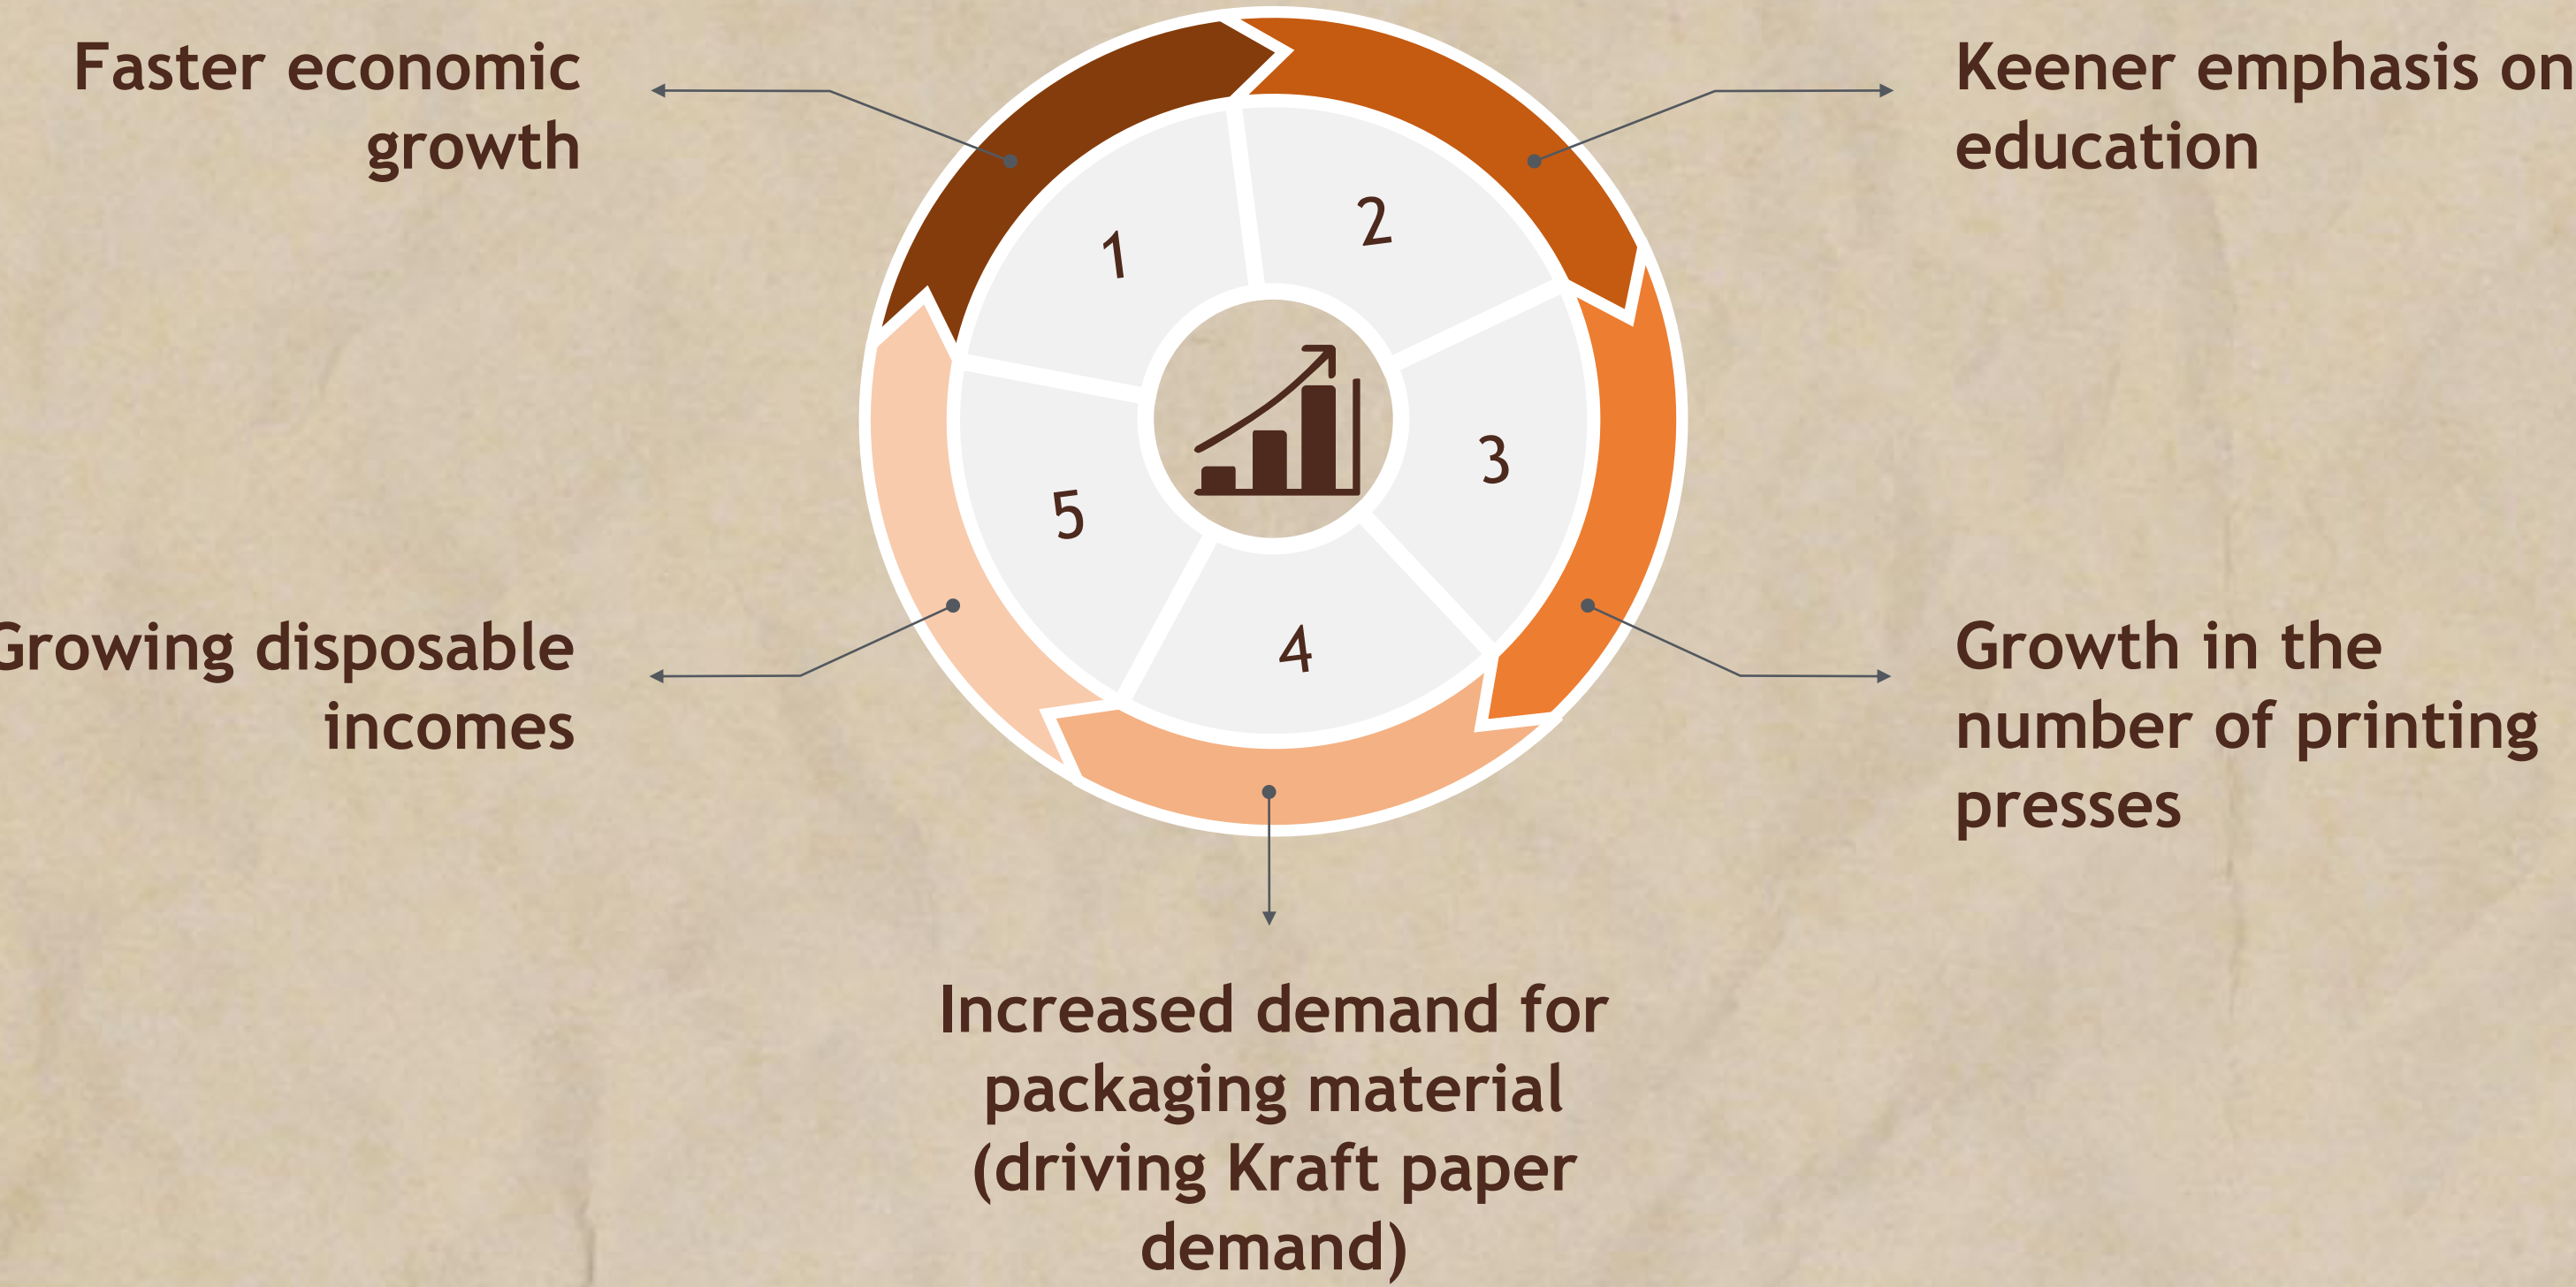 Faster economic
growth
Keener emphasis on
education
1
2
3
4
5
Growing disposable
incomes
Growth in the
number of printing
presses
Increased demand for
packaging material
(driving Kraft paper
demand)